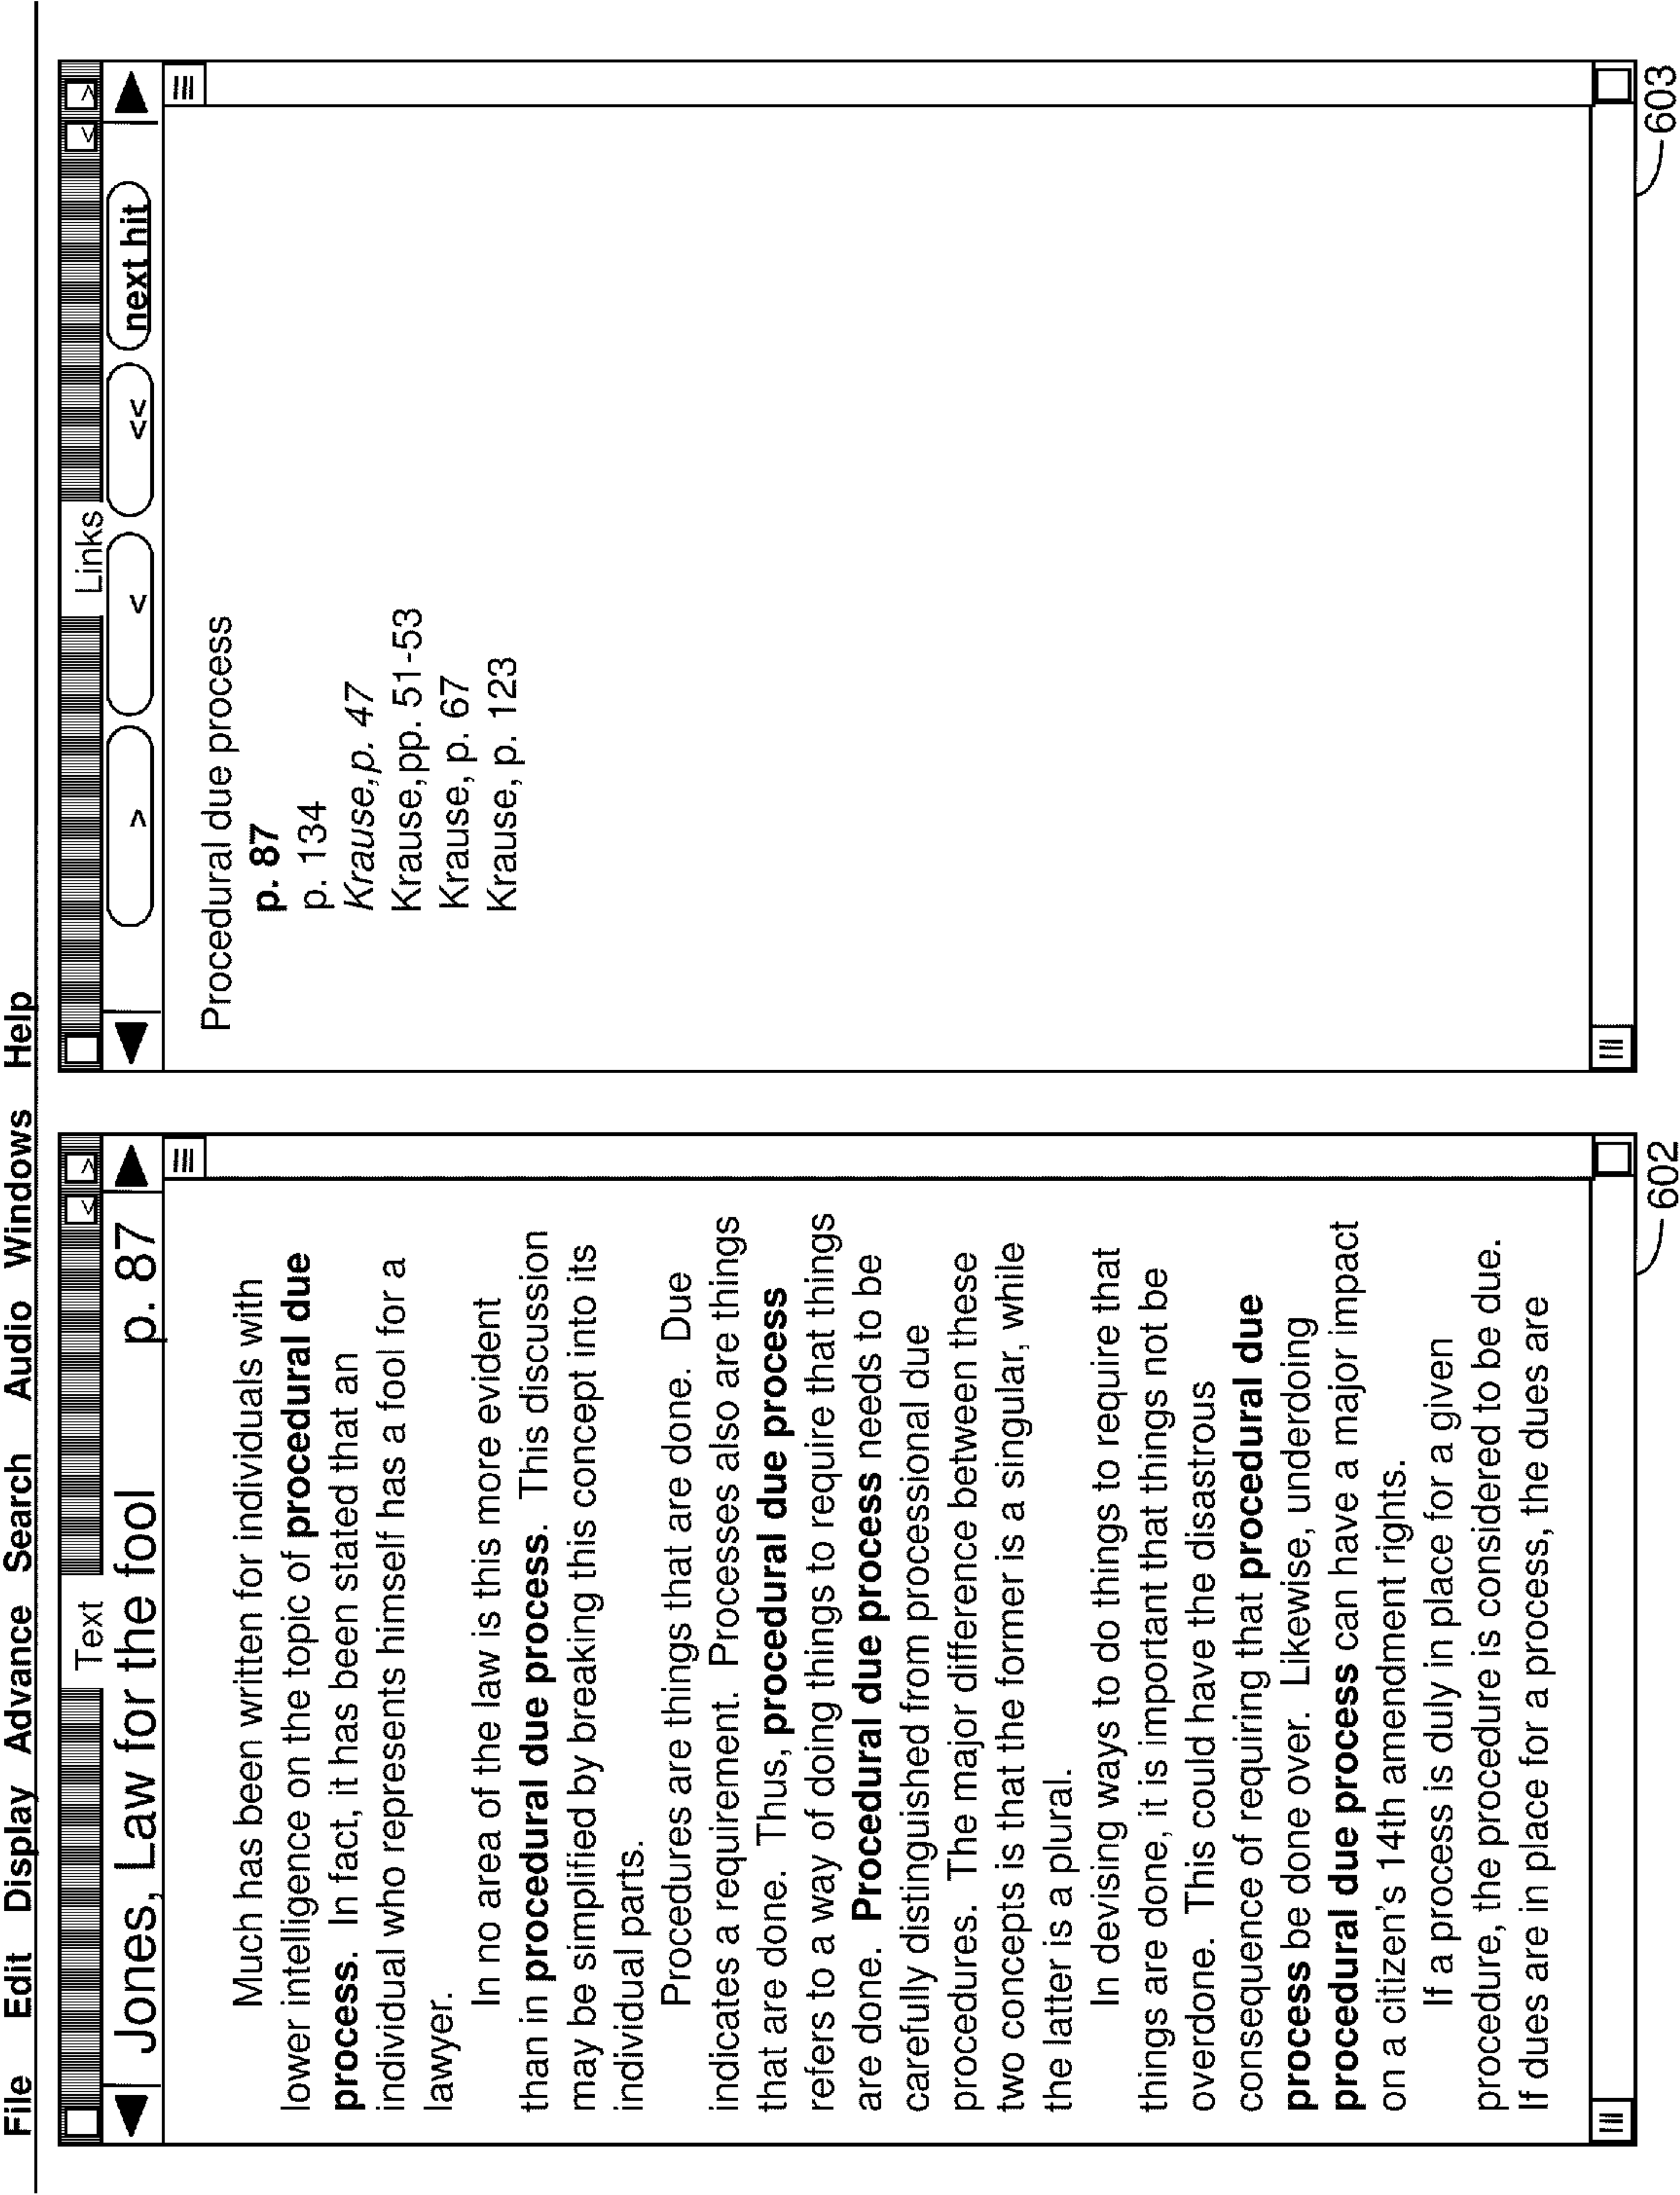 File Edit Display Advance Search Audio Windows Help
Text
Jones, Law for the fool p. 87
Much has been written for individuals with
lower intelligence on the topic of procedural due
process. In fact, it has been stated that an
individual who represents himself has a fool for a
lawyer.
In no area of the law is this more evident
than in procedural due process. This discussion
may be simplified by breaking this concept into its
individual parts.
Procedures are things that are done. Due
indicates a requirement. Processes also are things
that are done. Thus, procedural due process
refers to a way of doing things to require that things
are done. Procedural due process needs to be
carefully distinguished from processional due
procedures. The major difference between these
two concepts is that the former is a singular, while
the latter is a plural.
In devising ways to do things to require that
things are done, it is important that things not be
overdone. This could have the disastrous
consequence of requiring that procedural due
process be done over. Likewise, underdoing
procedural due process can have a major impact
on a citizen's 14th amendment rights.
If a process is duly in place for a given
procedure, the procedure is considered to be due.
If dues are in place for a process, the dues are
602
Links
> < << next hit
Procedural due process
p. 87
p. 134
Krause, p. 47
Krause, pp. 51-53
Krause, p. 67
Krause, p. 123
603